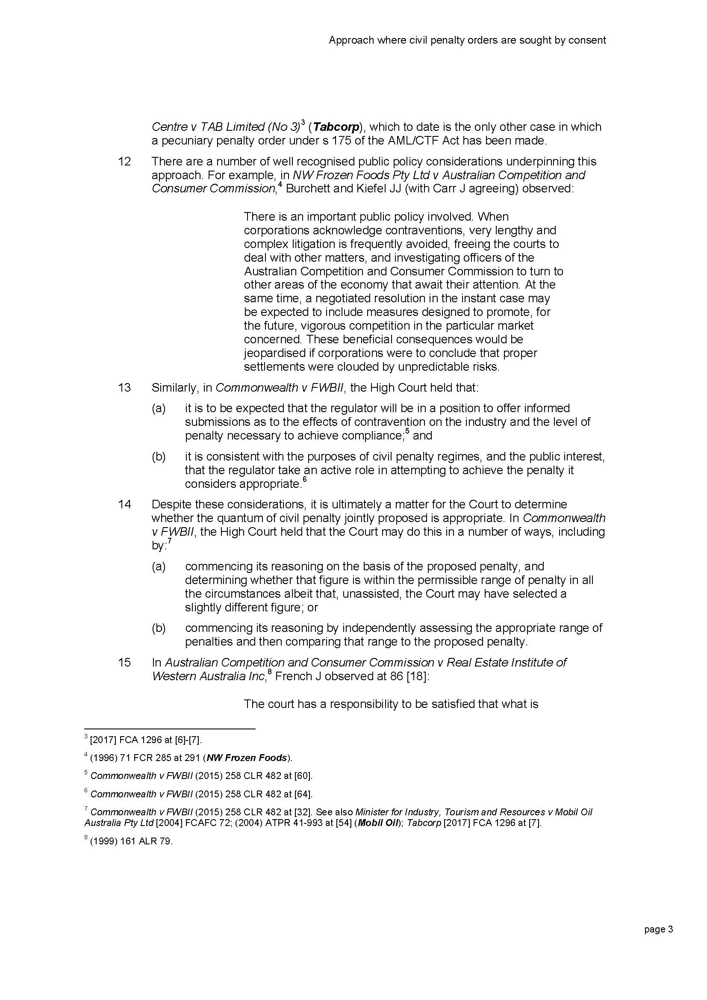 Approach where civil penalty orders are sought by consent
Centre v TAB Limited (No 3)3 (Tabcorp), which to date is the only other case in which
a pecuniary penalty order under s 175 of the AML/CTF Act has been made.
12 There are a number of well recognised public policy considerations underpinning this
approach. For example, in NW Frozen Foods Pty Ltd v Australian Competition and
Consumer Commission,4 Burchett and Kiefel JJ (with Carr J agreeing) observed:
There is an important public policy involved. When
corporations acknowledge contraventions, very lengthy and
complex litigation is frequently avoided, freeing the courts to
deal with other matters, and investigating officers of the
Australian Competition and Consumer Commission to turn to
other areas of the economy that await their attention. At the
same time, a negotiated resolution in the instant case may
be expected to include measures designed to promote, for
the future, vigorous competition in the particular market
concerned. These beneficial consequences would be
jeopardised if corporations were to conclude that proper
settlements were clouded by unpredictable risks.
13 Similarly, in Commonwealth v FWBII, the High Court held that:
(a) it is to be expected that the regulator will be in a position to offer informed
submissions as to the effects of contravention on the industry and the level of
penalty necessary to achieve compliance;5 and
(b) it is consistent with the purposes of civil penalty regimes, and the public interest,
that the regulator take an active role in attempting to achieve the penalty it
considers appropriate.6
14 Despite these considerations, it is ultimately a matter for the Court to determine
whether the quantum of civil penalty jointly proposed is appropriate. In Commonwealth
v FWBII, the High Court held that the Court may do this in a number of ways, including
by:7
(a) commencing its reasoning on the basis of the proposed penalty, and
determining whether that figure is within the permissible range of penalty in all
the circumstances albeit that, unassisted, the Court may have selected a
slightly different figure; or
(b) commencing its reasoning by independently assessing the appropriate range of
penalties and then comparing that range to the proposed penalty.
15 In Australian Competition and Consumer Commission v Real Estate Institute of
Western Australia Inc,8 French J observed at 86 [18]:
The court has a responsibility to be satisfied that what is
3 [2017] FCA 1296 at [6]-[7].
4 (1996) 71 FCR 285 at 291 (NW Frozen Foods).
5 Commonwealth v FWBII (2015) 258 CLR 482 at [60].
6 Commonwealth v FWBII (2015) 258 CLR 482 at [64].
7 Commonwealth v FWBII (2015) 258 CLR 482 at [32]. See also Minister for Industry, Tourism and Resources v Mobil Oil
Australia Pty Ltd [2004] FCAFC 72; (2004) ATPR 41-993 at [54] (Mobil Oil); Tabcorp [2017] FCA 1296 at [7].
8 (1999) 161 ALR 79.
page 3